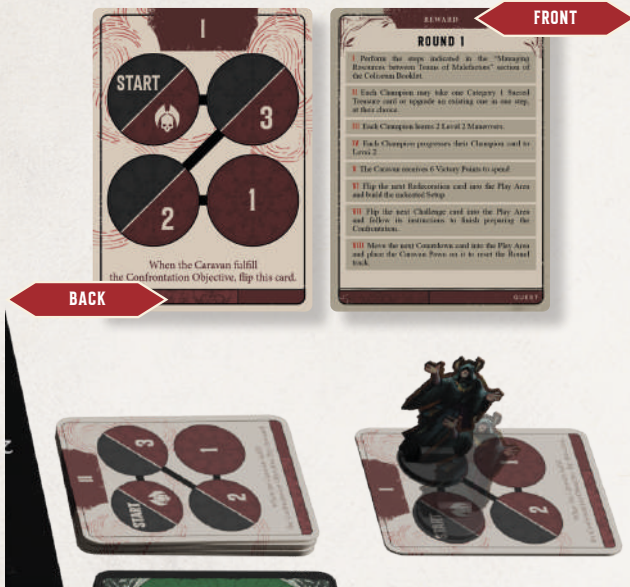 I
START
3
2
1
When the Caravan fulfill
the Confrontation Objective, flip this card.
BACK
FRONT
REWARD
ROUND 1
I Perform the steps indicated in the "Managing
Resources between Teams of Malefactors" section of
the Coliseum Booklet.
II Each Champion may take one Category 1 Sacred
Treasure card or upgrade an existing one in one step,
at their choice.
III Each Champion learns 2 Level 2 Maneuvers.
IV Each Champion progresses their Champion card to
Level 2
V The Caravan receives 6 Victory Points to spend
VI Flip the next Redecoration card into the Play Area
and build the indicated Setup
VII Flip the next Challenge card into the Play Area
and follow its instructions to finish preparing the
Confrontation.
VIII Move the next Countdown card into the Play Area
and place the Caravan Pawn on it to reset the Round
track.
QUEST
II
START
3
1
2
I
START
1
2